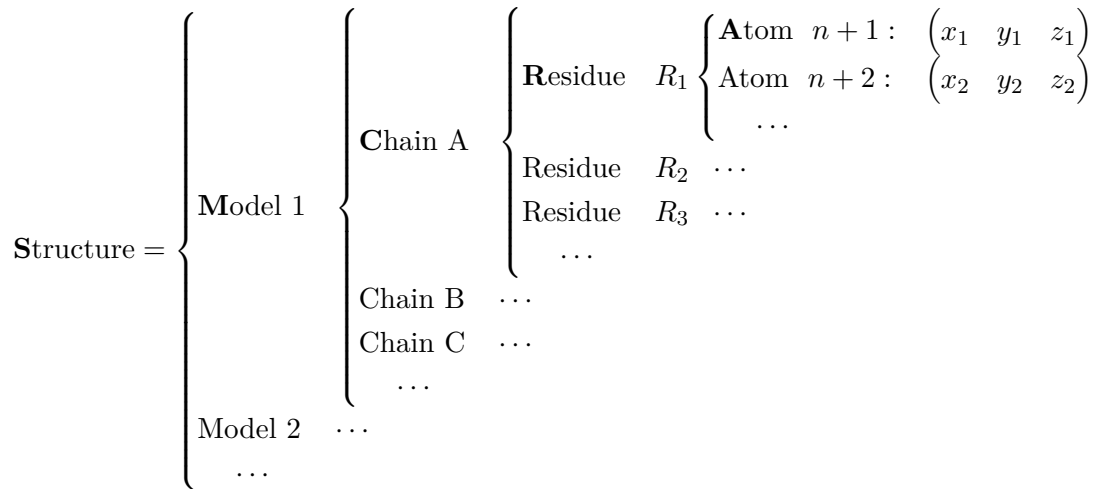 Atom n + 1 : (x₁ y₁ z₁)
Residue R₁ Atom n + 2 : (x₂ y₂ z₂)
⋯
Chain A
Residue R₂ ⋯
Model 1 Residue R₃ ⋯
Structure = ⋯
Chain B ⋯
Chain C ⋯
⋯
Model 2 ⋯
⋯